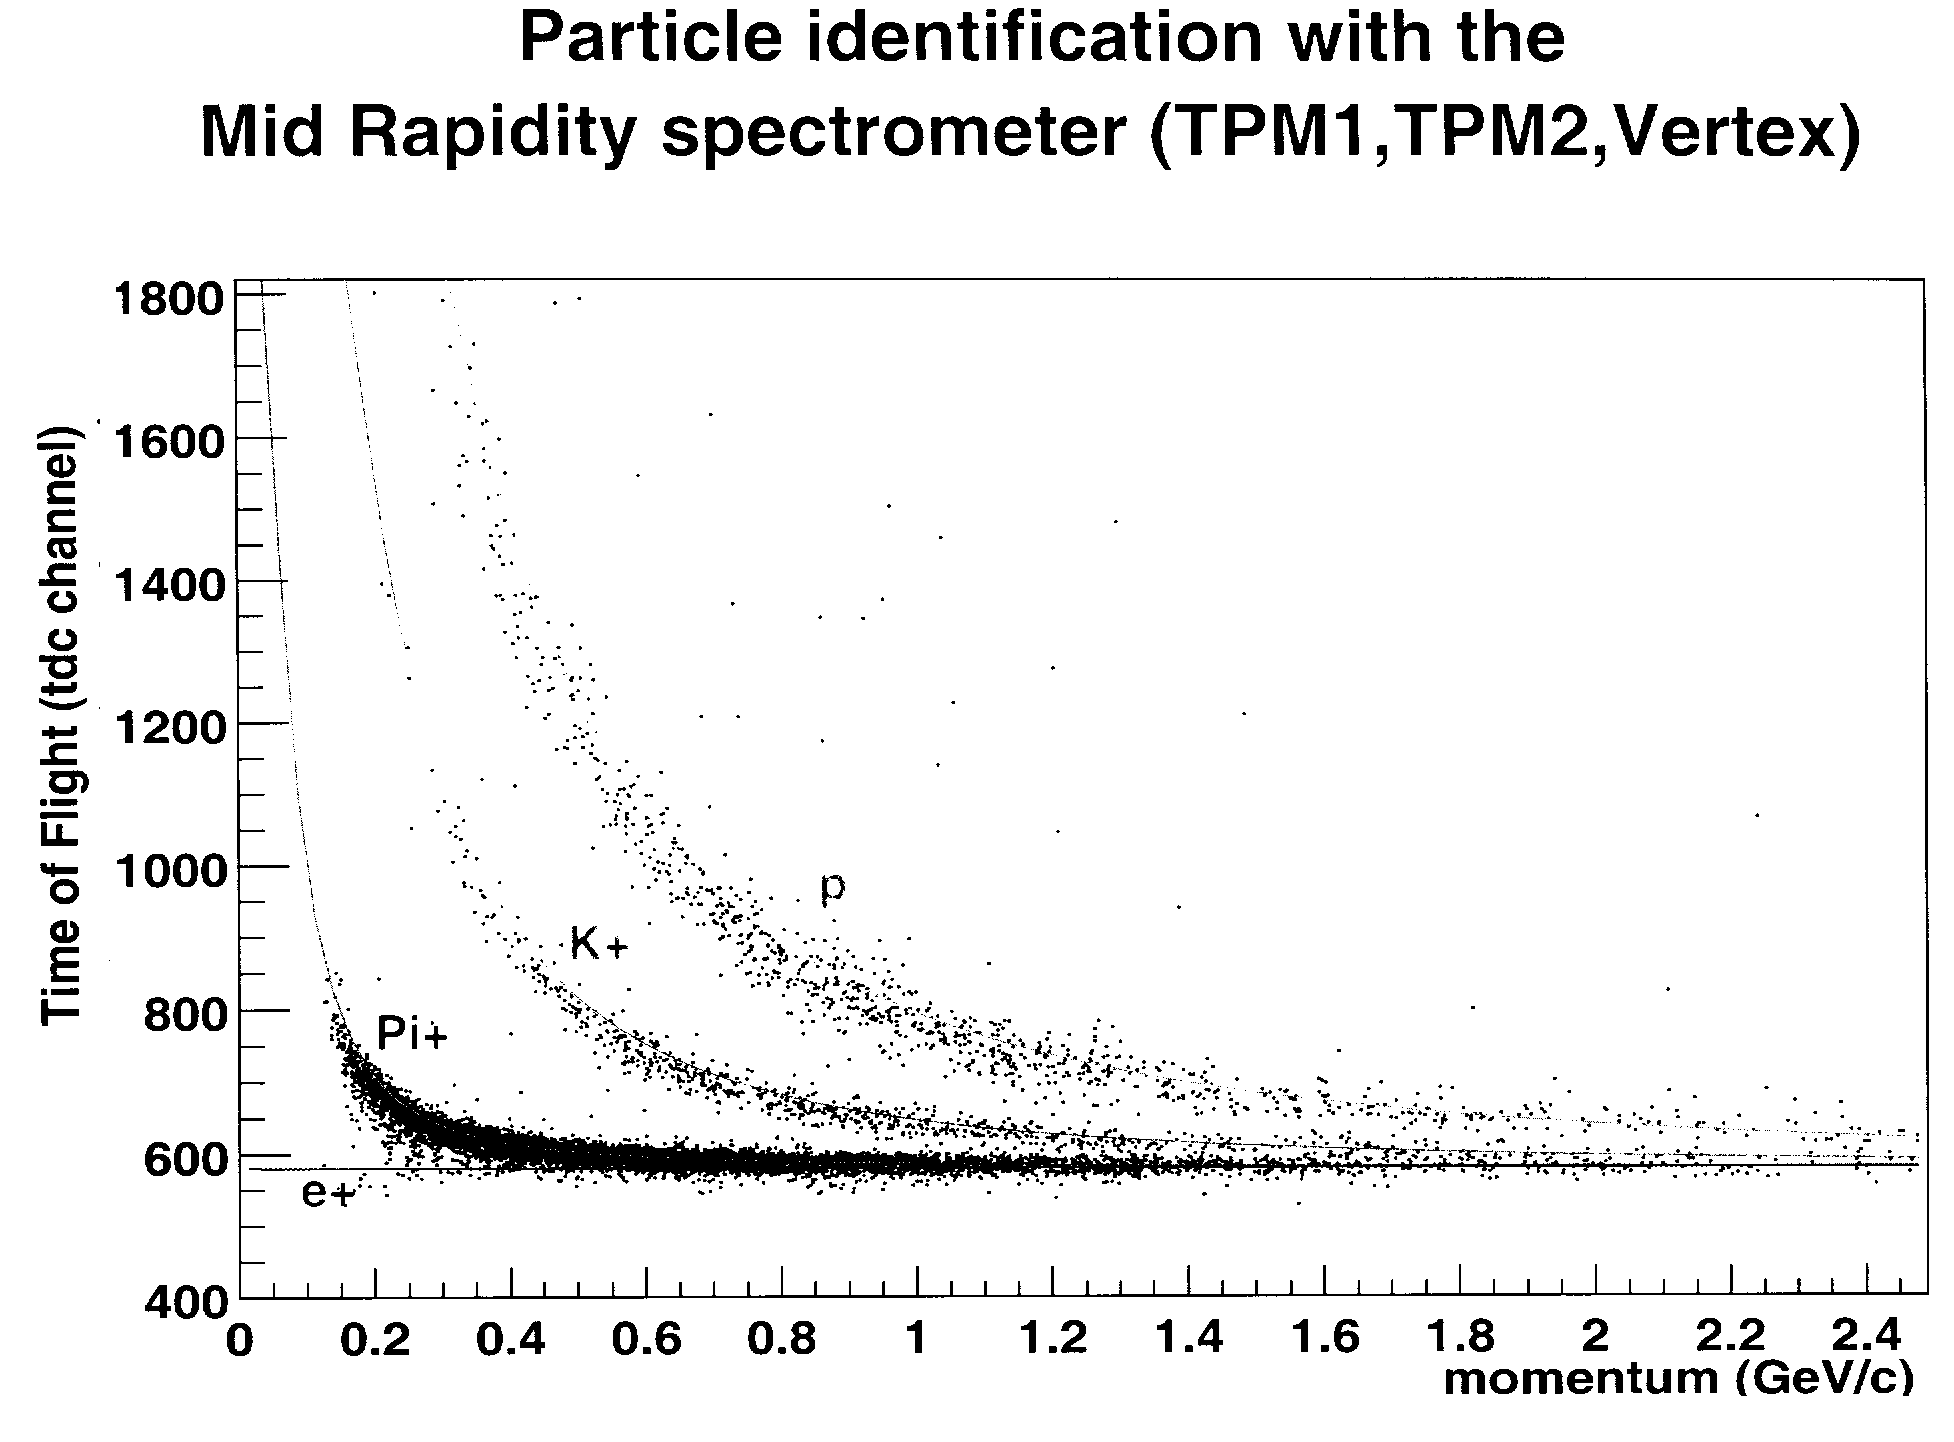 Particle identification with the
Mid Rapidity spectrometer (TPM1,TPM2,Vertex)
Time of Flight (tdc channel)
1800
1600
1400
1200
1000
800
600
400
p
K+
Pi+
e+
0 0.2 0.4 0.6 0.8 1 1.2 1.4 1.6 1.8 2 2.2 2.4
momentum (GeV/c)